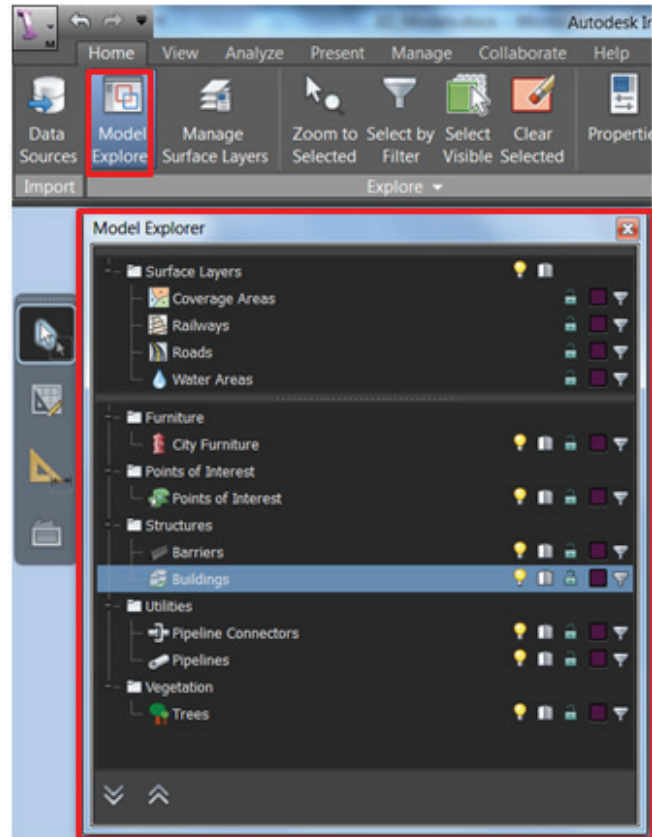 Autodesk In
M
Home View Analyze Present Manage Collaborate Help
Data Sources
Model Explore
Manage Surface Layers
Zoom to Selected
Select by Filter
Select Visible
Clear Selected
Propertie
Import Explore
Model Explorer
Surface Layers
Coverage Areas
Railways
Roads
Water Areas
Furniture
City Furniture
Points of Interest
Points of Interest
Structures
Barriers
Buildings
Utilities
Pipeline Connectors
Pipelines
Vegetation
Trees